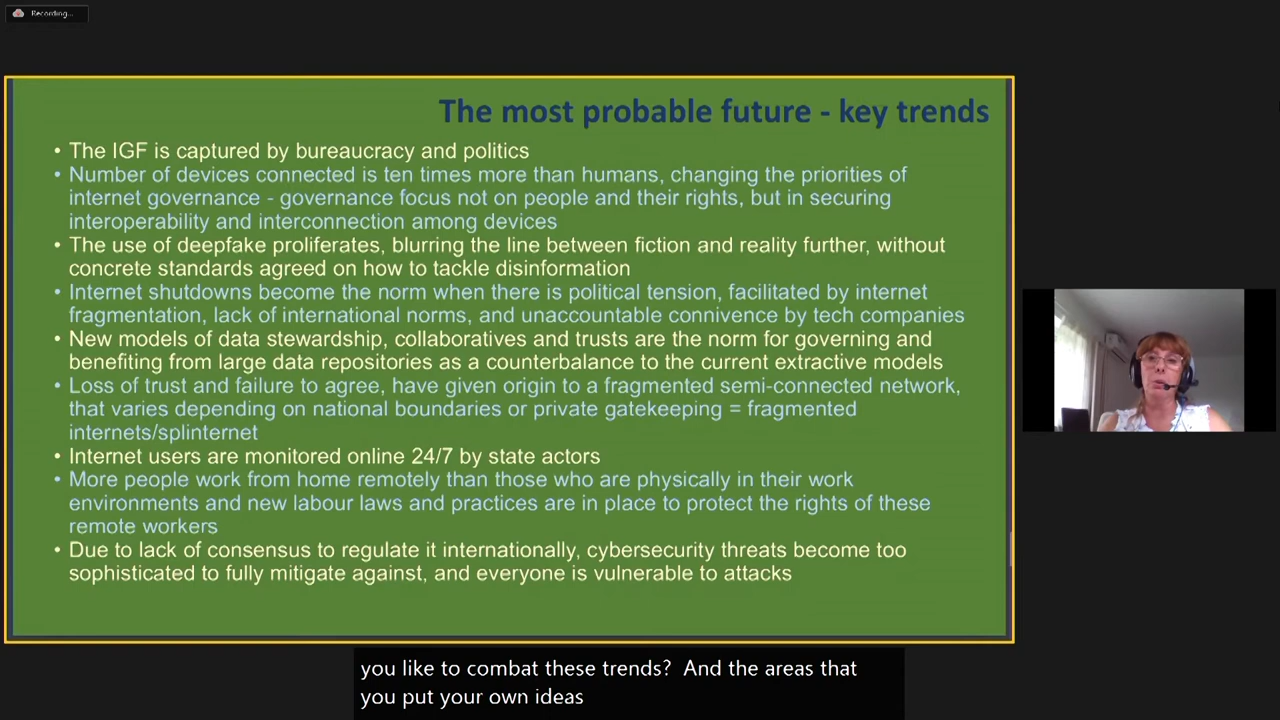 Recording...
The most probable future - key trends
• The IGF is captured by bureaucracy and politics
• Number of devices connected is ten times more than humans, changing the priorities of
internet governance - governance focus not on people and their rights, but in securing
interoperability and interconnection among devices
• The use of deepfake proliferates, blurring the line between fiction and reality further, without
concrete standards agreed on how to tackle disinformation
• Internet shutdowns become the norm when there is political tension, facilitated by internet
fragmentation, lack of international norms, and unaccountable connivence by tech companies
• New models of data stewardship, collaboratives and trusts are the norm for governing and
benefiting from large data repositories as a counterbalance to the current extractive models
• Loss of trust and failure to agree, have given origin to a fragmented semi-connected network,
that varies depending on national boundaries or private gatekeeping = fragmented
internets/splinternet
• Internet users are monitored online 24/7 by state actors
• More people work from home remotely than those who are physically in their work
environments and new labour laws and practices are in place to protect the rights of these
remote workers
• Due to lack of consensus to regulate it internationally, cybersecurity threats become too
sophisticated to fully mitigate against, and everyone is vulnerable to attacks
you like to combat these trends?  And the areas that
you put your own ideas